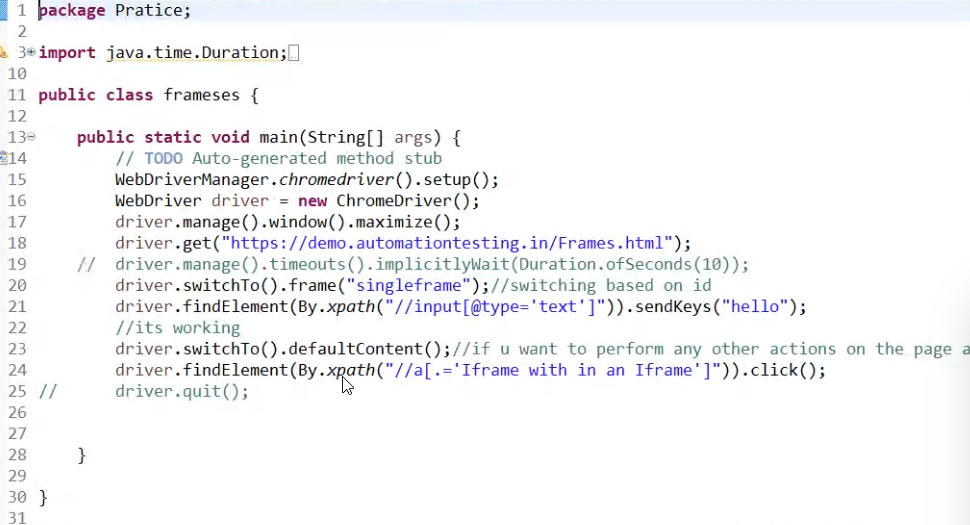 1 package Pratice;
2
3 import java.time.Duration;
10
11 public class frameses {
12
13 public static void main(String[] args) {
14 // TODO Auto-generated method stub
15 WebDriverManager.chromedriver().setup();
16 WebDriver driver = new ChromeDriver();
17 driver.manage().window().maximize();
18 driver.get("https://demo.automationtesting.in/Frames.html");
19 // driver.manage().timeouts().implicitlyWait(Duration.ofSeconds(10));
20 driver.switchTo().frame("singleframe");//switching based on id
21 driver.findElement(By.xpath("//input[@type='text']")).sendKeys("hello");
22 //its working
23 driver.switchTo().defaultContent();//if u want to perform any other actions on the page a
24 driver.findElement(By.xpath("//a[.='Iframe with in an Iframe']")).click();
25 // driver.quit();
26
27
28 }
29
30 }
31